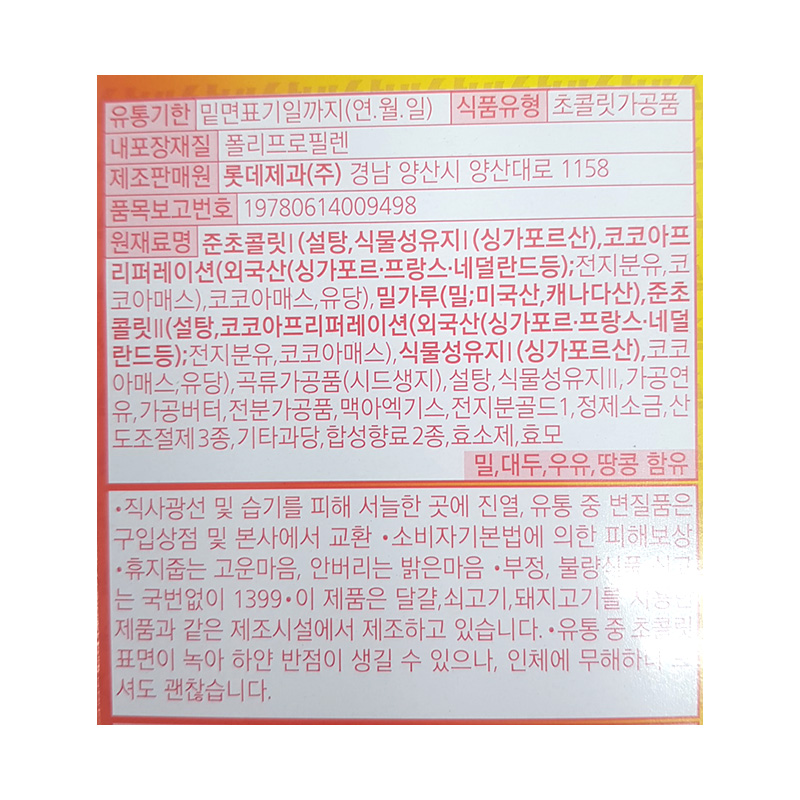 유통기한 밑면표기일까지(연.월.일) 식품유형 초콜릿가공품
내포장재질 폴리프로필렌
제조판매원 롯데제과(주) 경남 양산시 양산대로 1158
품목보고번호 19780614009498
원재료명 준초콜릿Ⅰ(설탕,식물성유지Ⅰ(싱가포르산),코코아프
리퍼레이션(외국산(싱가포르·프랑스·네덜란드등);전지분유,코
코아매스),코코아매스,유당),밀가루(밀;미국산,캐나다산),준초
콜릿Ⅱ(설탕,코코아프리퍼레이션(외국산(싱가포르·프랑스·네덜
란드등);전지분유,코코아매스),식물성유지Ⅰ(싱가포르산),코코
아매스,유당),곡류가공품(시드생지),설탕,식물성유지Ⅱ,가공연
유,가공버터,전분가공품,맥아엑기스,전지분골드1,정제소금,산
도조절제3종,기타과당,합성향료2종,효소제,효모
밀,대두,우유,땅콩 함유
•직사광선 및 습기를 피해 서늘한 곳에 진열, 유통 중 변질품은
구입상점 및 본사에서 교환 •소비자기본법에 의한 피해보상
•휴지줍는 고운마음, 안버리는 밝은마음 •부정, 불량식품 신고
는 국번없이 1399•이 제품은 달걀,쇠고기,돼지고기를 사용한
제품과 같은 제조시설에서 제조하고 있습니다.•유통 중 초콜릿
표면이 녹아 하얀 반점이 생길 수 있으나, 인체에 무해하니 드
셔도 괜찮습니다.